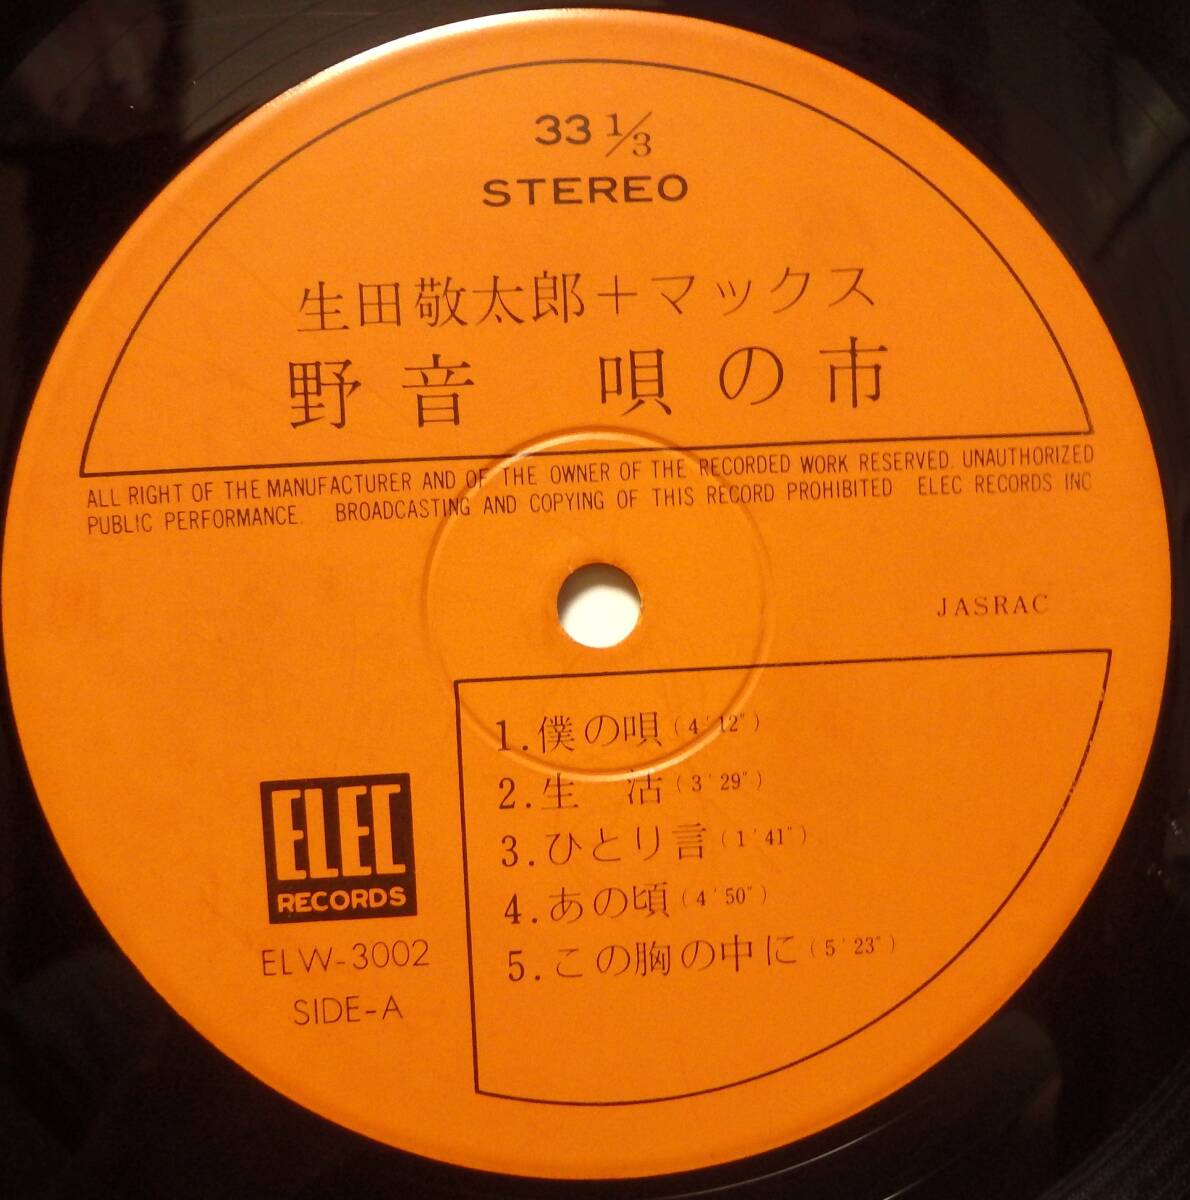 33 1/3
STEREO
生田敬太郎+マックス
野音 唄の市
ALL RIGHT OF THE MANUFACTURER AND OF THE OWNER OF THE RECORDED WORK RESERVED. UNAUTHORIZED
PUBLIC PERFORMANCE. BROADCASTING AND COPYING OF THIS RECORD PROHIBITED ELEC RECORDS INC
JASRAC
1.僕の唄(4'12")
2.生 活(3'29")
3.ひとり言(1'41")
4.あの頃(4'50")
5.この胸の中に(5'23")
ELEC
RECORDS
ELW-3002
SIDE-A